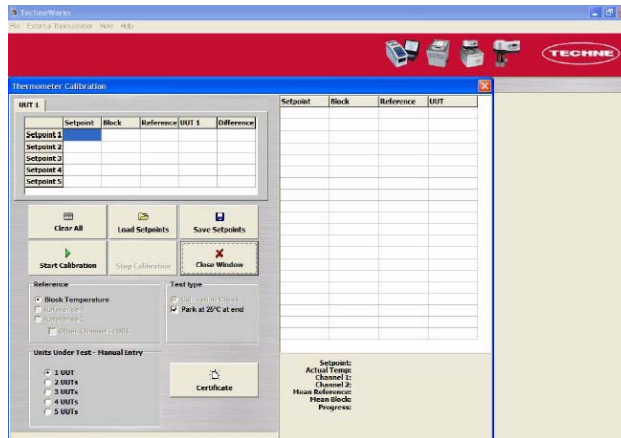 TechneWorks
File External Thermometer View Help
TECHNE
Thermometer Calibration
UUT 1
Setpoint Block Reference UUT 1 Difference
Setpoint 1
Setpoint 2
Setpoint 3
Setpoint 4
Setpoint 5
Clear All Load Setpoints Save Setpoints
Start Calibration Stop Calibration Close Window
Reference
Block Temperature
Reference 1
Reference 2
Test type
Park at 25°C at end
Units Under Test - Manual Entry
1 UUT
2 UUTs
3 UUTs
4 UUTs
5 UUTs
Certificate
Setpoint Block Reference UUT
Setpoint:
Actual Temp:
Channel 1:
Channel 2:
Mean Reference:
Mean Block:
Progress: